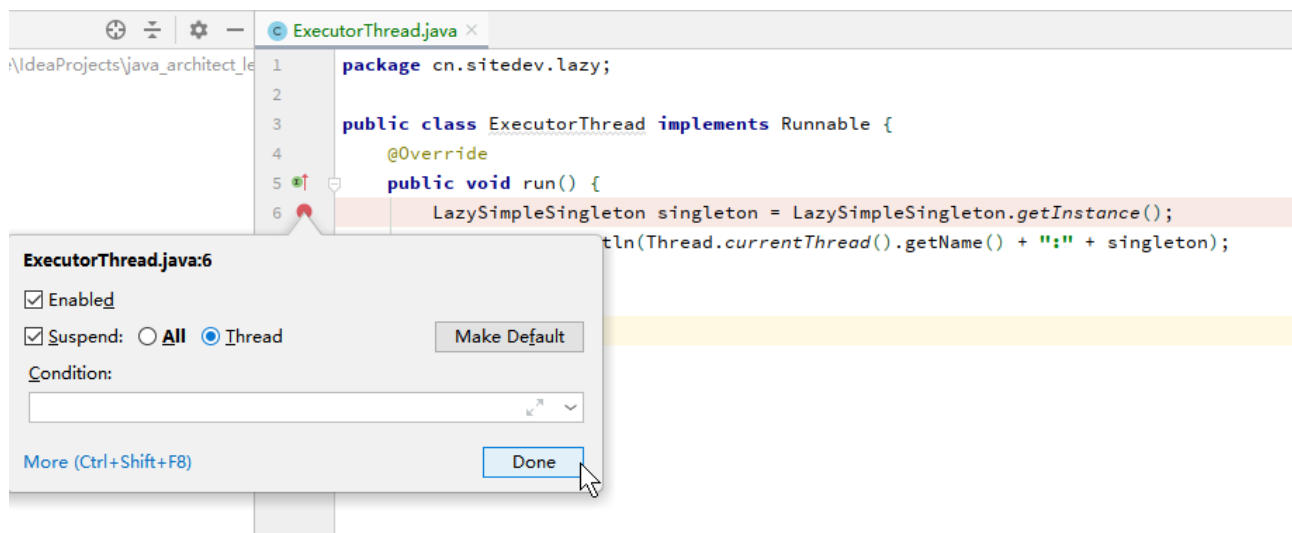 ExecutorThread.java
\IdeaProjects\java_architect_le
1 package cn.sitedev.lazy;
2
3 public class ExecutorThread implements Runnable {
4 @Override
5 public void run() {
6 LazySimpleSingleton singleton = LazySimpleSingleton.getInstance();
tln(Thread.currentThread().getName() + ":" + singleton);
ExecutorThread.java:6
Enabled
Suspend: All Thread Make Default
Condition:
More (Ctrl+Shift+F8) Done